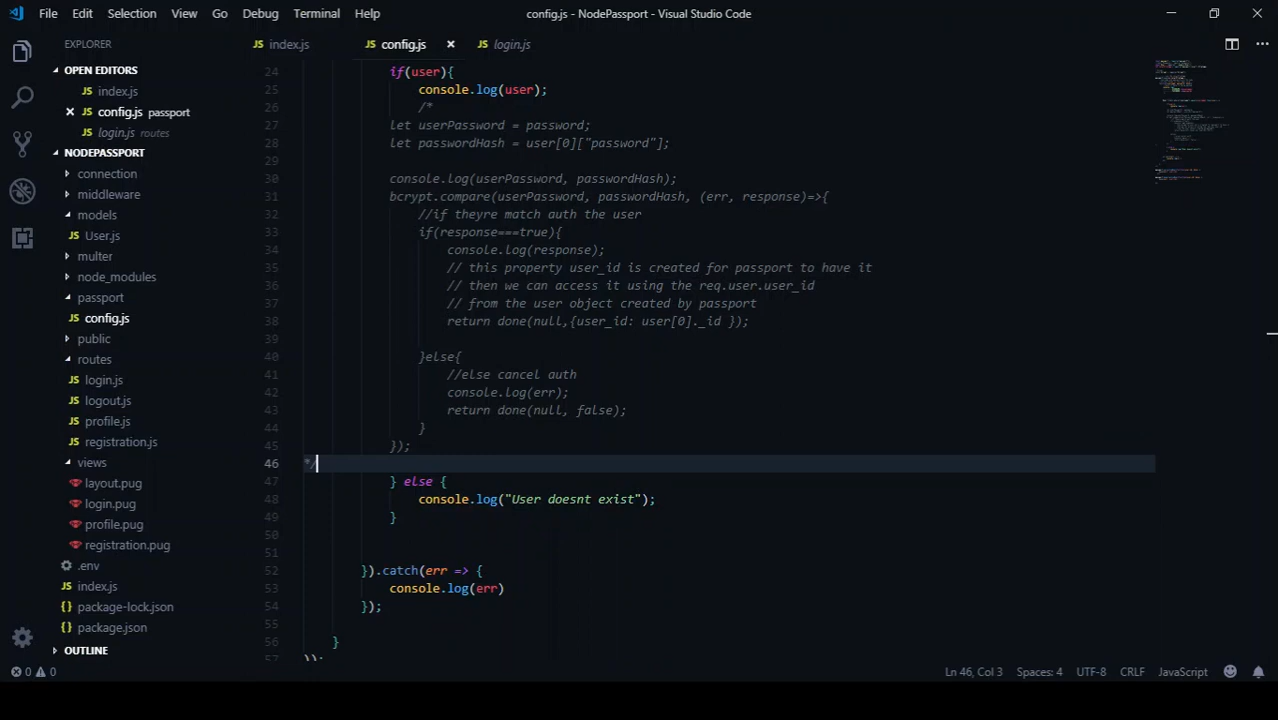 File Edit Selection View Go Debug Terminal Help
config.js - NodePassport - Visual Studio Code
EXPLORER
OPEN EDITORS
index.js
config.js passport
login.js routes
NODEPASSPORT
connection
middleware
models
JS User.js
multer
node_modules
passport
JS config.js
public
routes
JS login.js
JS logout.js
JS profile.js
JS registration.js
views
layout.pug
login.pug
profile.pug
registration.pug
.env
JS index.js
{} package-lock.json
{} package.json
OUTLINE
JS index.js
JS config.js
JS login.js
24 if(user){
25 console.log(user);
26 /*
27 let userPassword = password;
28 let passwordHash = user[0]["password"];
29
30 console.log(userPassword, passwordHash);
31 bcrypt.compare(userPassword, passwordHash, (err, response)=>{
32 //if theyre match auth the user
33 if(response===true){
34 console.log(response);
35 // this property user_id is created for passport to have it
36 // then we can access it using the req.user.user_id
37 // from the user object created by passport
38 return done(null,{user_id: user[0]._id });
39
40 }else{
41 //else cancel auth
42 console.log(err);
43 return done(null, false);
44 }
45 });
46 */
47 } else {
48 console.log("User doesnt exist");
49 }
50
51
52 }).catch(err => {
53 console.log(err)
54 });
55
56 }
57 }));
0 0
Ln 46, Col 3 Spaces: 4 UTF-8 CRLF JavaScript